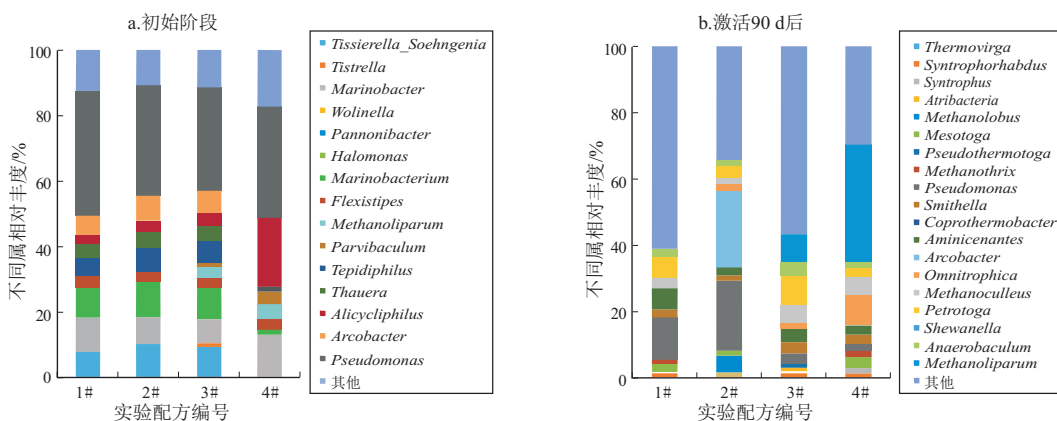 a.初始阶段
不同属相对丰度/%
100
80
60
40
20
0
1#
2#
3#
4#
实验配方编号
Tissierella_Soehngenia
Tistrella
Marinobacter
Wolinella
Pannonibacter
Halomonas
Marinobacterium
Flexistipes
Methanoliparum
Parvibaculum
Tepidiphilus
Thauera
Alicycliphilus
Arcobacter
Pseudomonas
其他
b.激活90 d后
不同属相对丰度/%
100
80
60
40
20
0
1#
2#
3#
4#
实验配方编号
Thermovirga
Syntrophorhabdus
Syntrophus
Atribacteria
Methanolobus
Mesotoga
Pseudothermotoga
Methanothrix
Pseudomonas
Smithella
Coprothermobacter
Aminicenantes
Arcobacter
Omnitrophica
Methanoculleus
Petrotoga
Shewanella
Anaerobaculum
Methanoliparum
其他